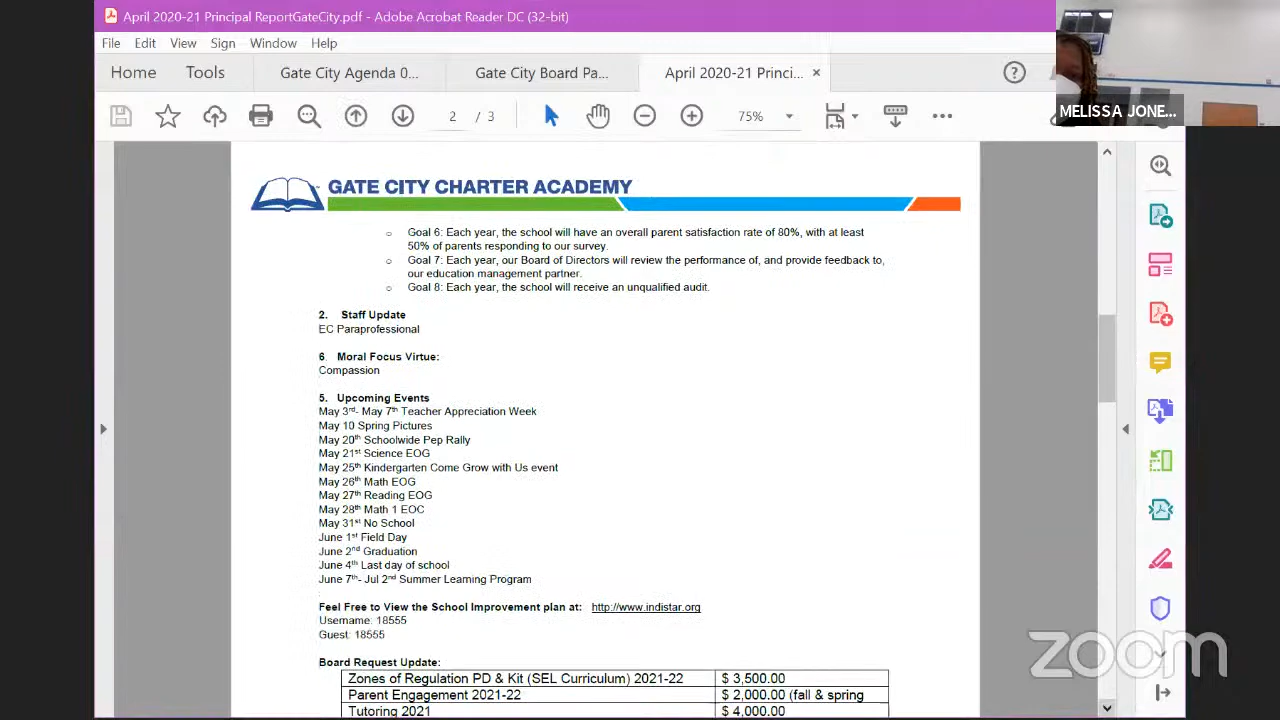 April 2020-21 Principal ReportGateCity.pdf - Adobe Acrobat Reader DC (32-bit)
File Edit View Sign Window Help
Home Tools Gate City Agenda 0... Gate City Board Pa... April 2020-21 Princi... ×
2 / 3 75%
MELISSA JONE...
GATE CITY CHARTER ACADEMY
o Goal 6: Each year, the school will have an overall parent satisfaction rate of 80%, with at least
50% of parents responding to our survey.
o Goal 7: Each year, our Board of Directors will review the performance of, and provide feedback to,
our education management partner.
o Goal 8: Each year, the school will receive an unqualified audit.
2. Staff Update
EC Paraprofessional
6. Moral Focus Virtue:
Compassion
5. Upcoming Events
May 3rd- May 7th Teacher Appreciation Week
May 10 Spring Pictures
May 20th Schoolwide Pep Rally
May 21st Science EOG
May 25th Kindergarten Come Grow with Us event
May 26th Math EOG
May 27th Reading EOG
May 28th Math 1 EOC
May 31st No School
June 1st Field Day
June 2nd Graduation
June 4th Last day of school
June 7th- Jul 2nd Summer Learning Program
Feel Free to View the School Improvement plan at: http://www.indistar.org
Username: 18555
Guest: 18555
Board Request Update:
Zones of Regulation PD & Kit (SEL Curriculum) 2021-22 $ 3,500.00
Parent Engagement 2021-22 $ 2,000.00 (fall & spring
Tutoring 2021 $ 4,000.00
zoom